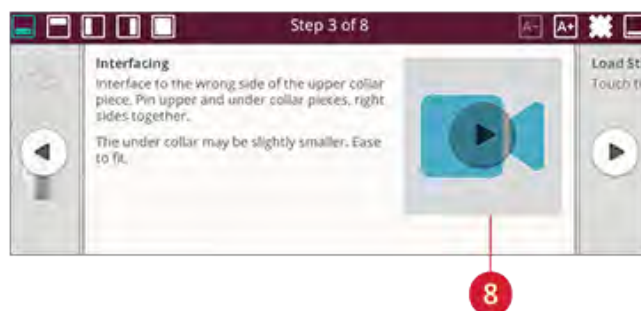 Step 3 of 8
A-
A+
Interfacing
Interface to the wrong side of the upper collar
piece. Pin upper and under collar pieces, right
sides together.
The under collar may be slightly smaller. Ease
to fit.
Load St
Touch
8